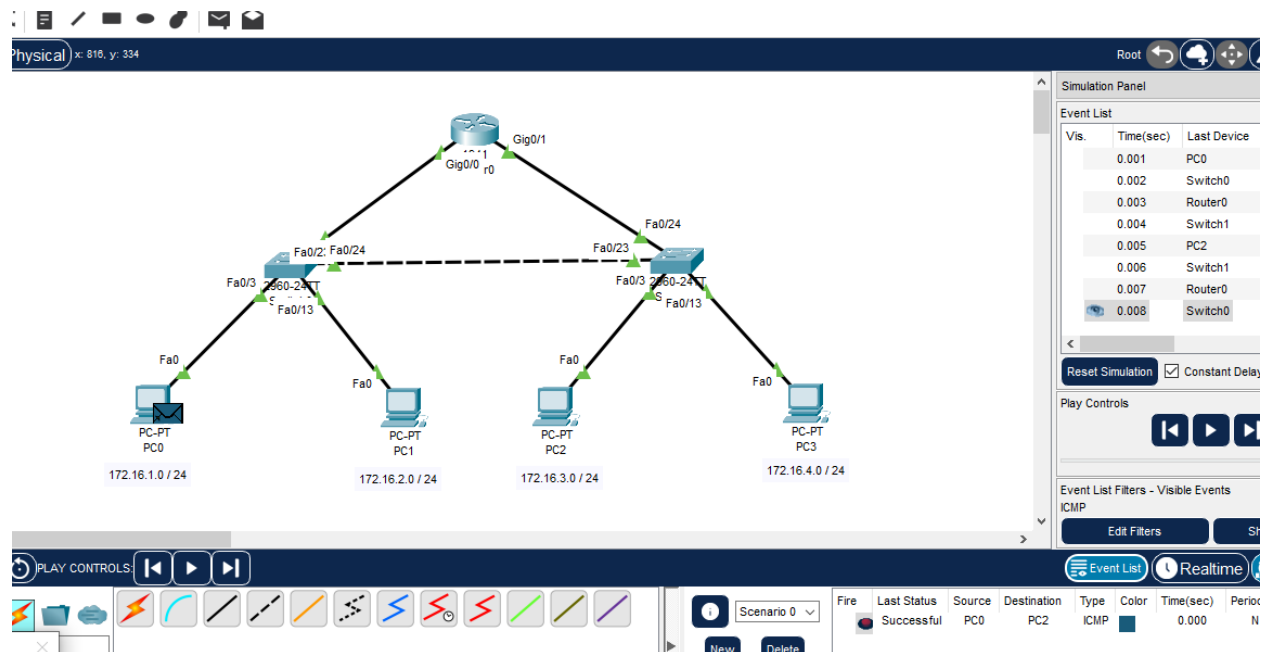 Physical x: 816, y: 334
Root
Simulation Panel
Event List
Vis. Time(sec) Last Device
0.001 PC0
0.002 Switch0
0.003 Router0
0.004 Switch1
0.005 PC2
0.006 Switch1
0.007 Router0
0.008 Switch0
Reset Simulation Constant Delay
Play Controls
Event List Filters - Visible Events
ICMP
Edit Filters
Gig0/1
Gig0/0
Fa0/24
Fa0/24
Fa0/23
Fa0/3
Fa0/13
Fa0/3
Fa0/13
Fa0
Fa0
Fa0
Fa0
PC-PT
PC0
PC-PT
PC1
PC-PT
PC2
PC-PT
PC3
172.16.1.0 / 24
172.16.2.0 / 24
172.16.3.0 / 24
172.16.4.0 / 24
PLAY CONTROLS:
Event List Realtime
Scenario 0
New Delete
Fire Last Status Source Destination Type Color Time(sec)
Successful PC0 PC2 ICMP 0.000 N